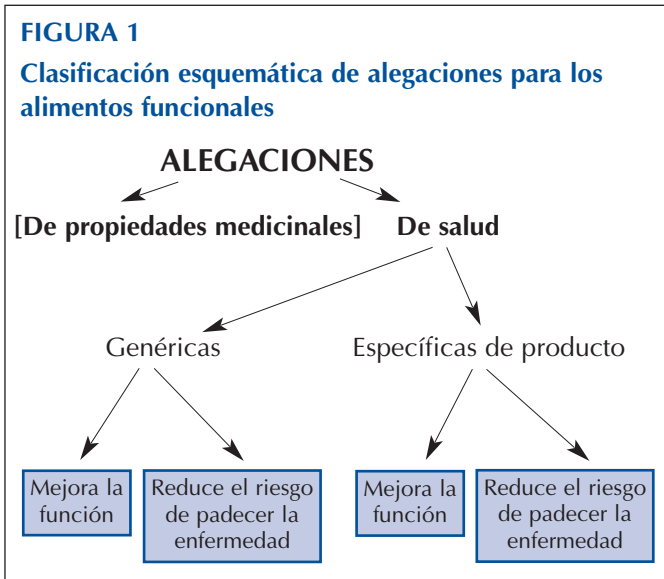 FIGURA 1
Clasificación esquemática de alegaciones para los
alimentos funcionales
ALEGACIONES
[De propiedades medicinales] De salud
Genéricas Específicas de producto
Mejora la
función
Reduce el riesgo
de padecer la
enfermedad
Mejora la
función
Reduce el riesgo
de padecer la
enfermedad